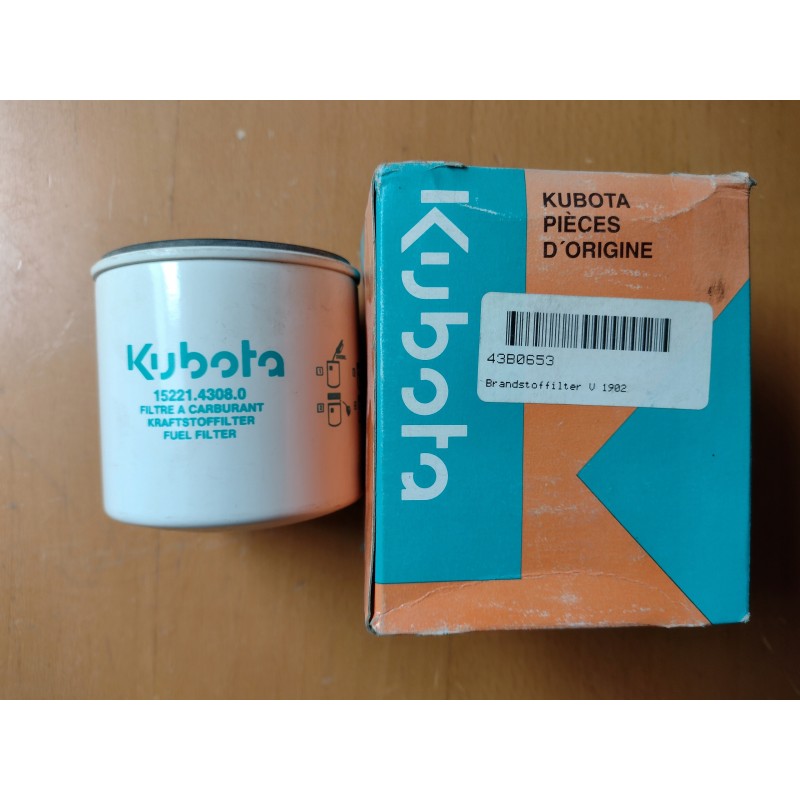 Kubota
15221.4308.0
FILTRE A CARBURANT
KRAFTSTOFFILTER
FUEL FILTER
Kubota
KUBOTA
PIÈCES
D´ORIGINE
43B0653
Brandstoffilter V 1902